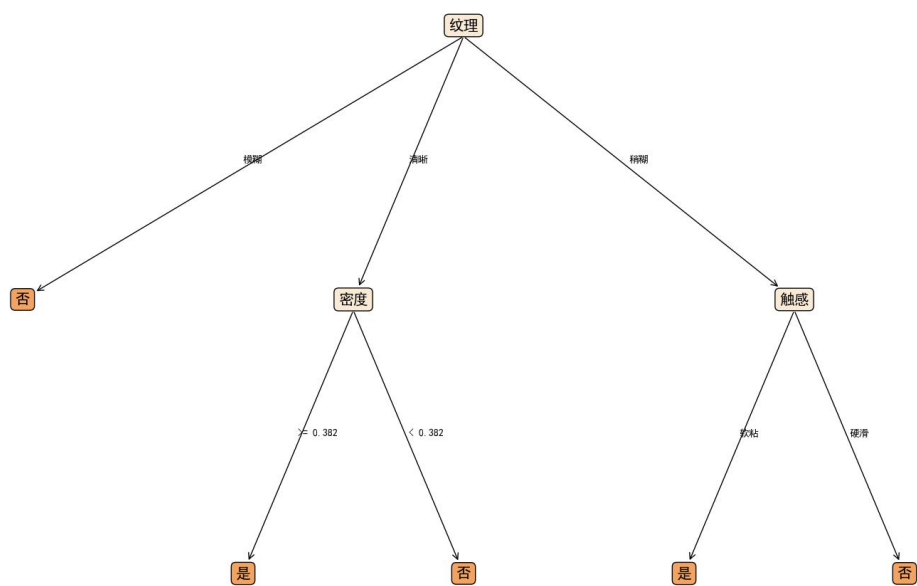 纹理
模糊
清晰
稍糊
否
密度
触感
>= 0.382
< 0.382
软粘
硬滑
是
否
是
否